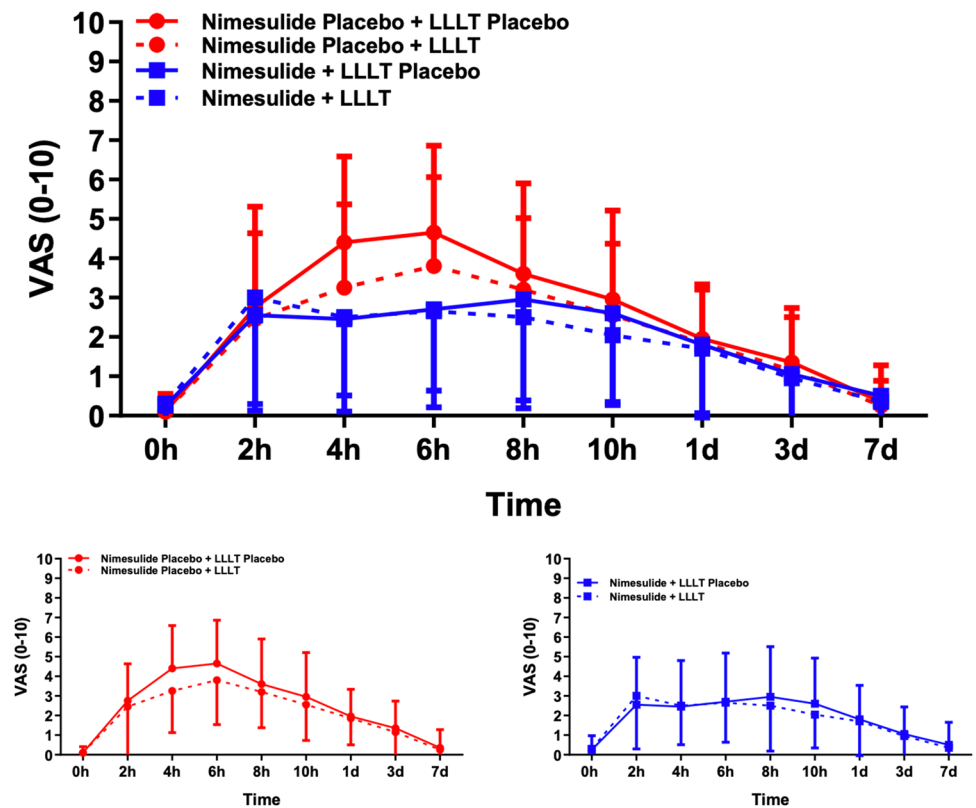 Nimesulide Placebo + LLLT Placebo
Nimesulide Placebo + LLLT
Nimesulide + LLLT Placebo
Nimesulide + LLLT
VAS (0-10)
10
9
8
7
6
5
4
3
2
1
0
0h 2h 4h 6h 8h 10h 1d 3d 7d
Time
Nimesulide Placebo + LLLT Placebo
Nimesulide Placebo + LLLT
VAS (0-10)
10
9
8
7
6
5
4
3
2
1
0
0h 2h 4h 6h 8h 10h 1d 3d 7d
Time
Nimesulide + LLLT Placebo
Nimesulide + LLLT
VAS (0-10)
10
9
8
7
6
5
4
3
2
1
0
0h 2h 4h 6h 8h 10h 1d 3d 7d
Time